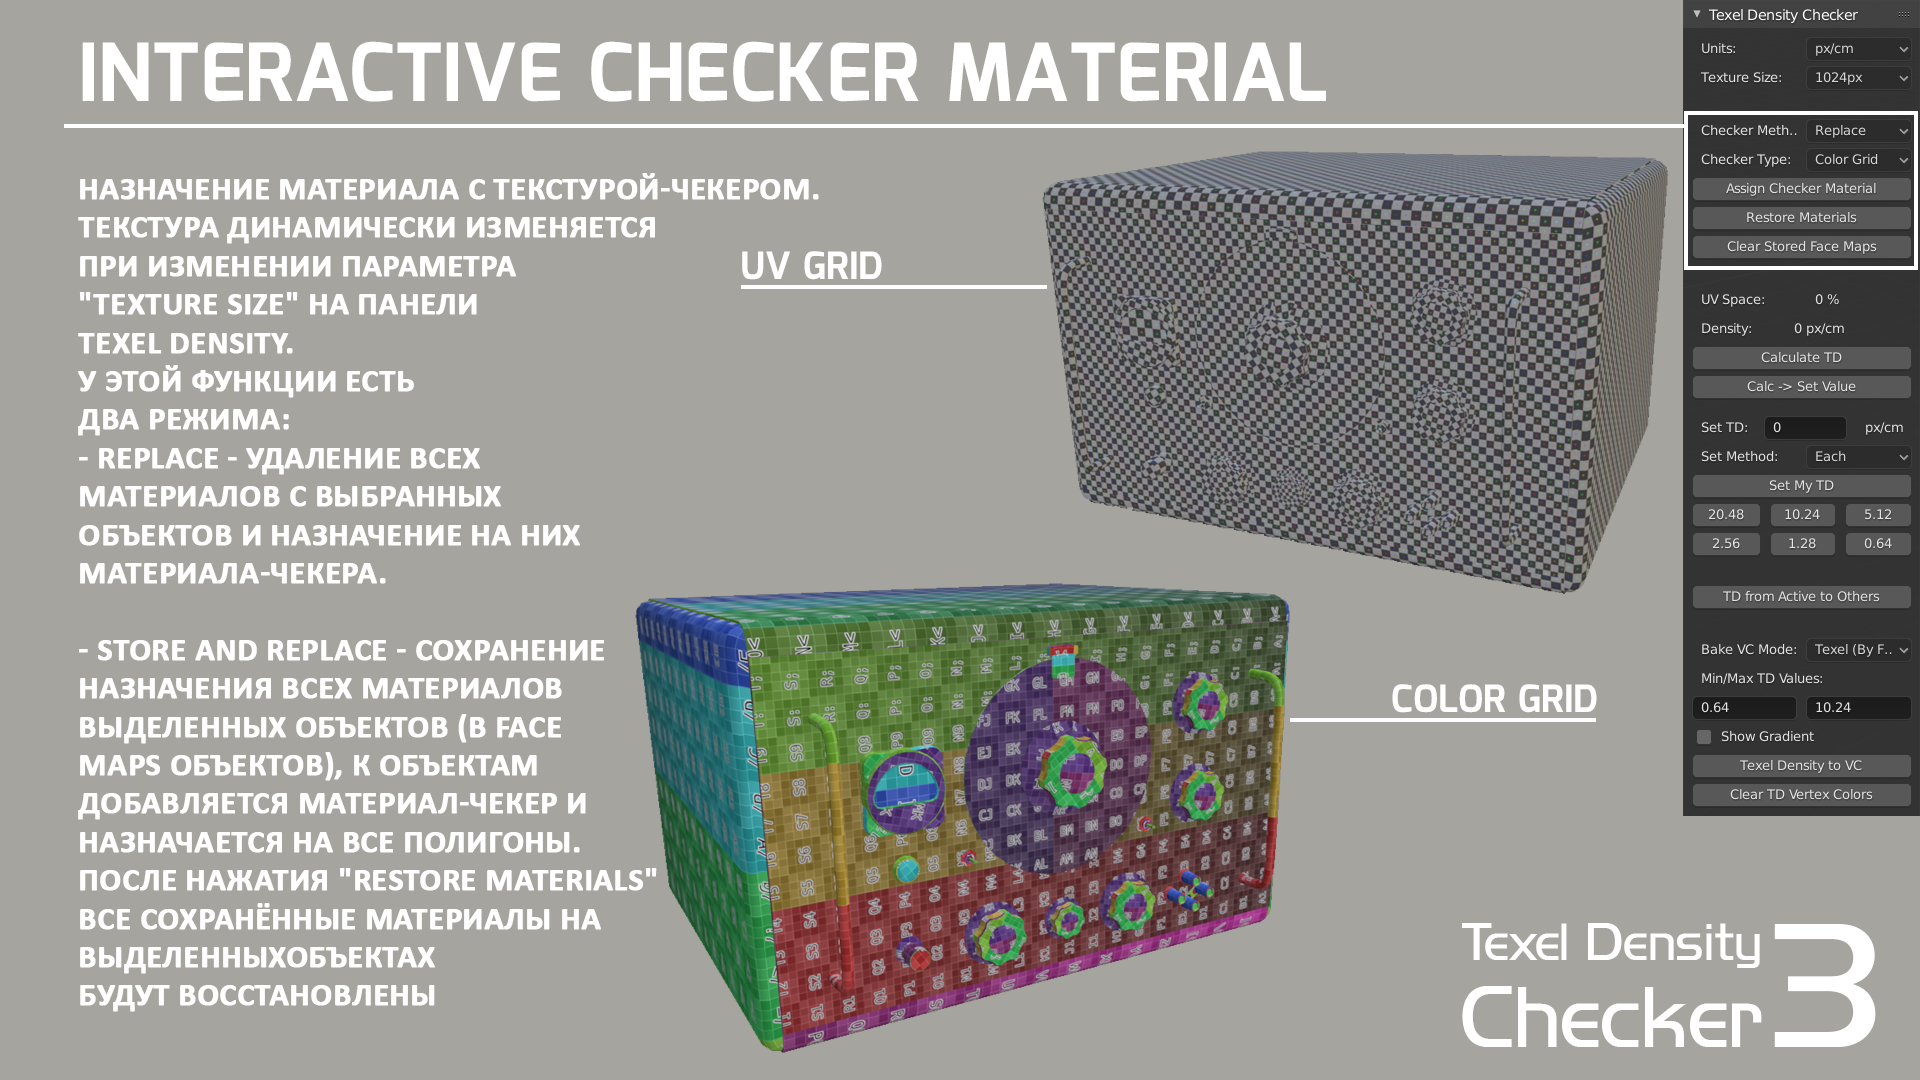 INTERACTIVE CHECKER MATERIAL
НАЗНАЧЕНИЕ МАТЕРИАЛА С ТЕКСТУРОЙ-ЧЕКЕРОМ.
ТЕКСТУРА ДИНАМИЧЕСКИ ИЗМЕНЯЕТСЯ
ПРИ ИЗМЕНЕНИИ ПАРАМЕТРА
"TEXTURE SIZE" НА ПАНЕЛИ
TEXEL DENSITY.
У ЭТОЙ ФУНКЦИИ ЕСТЬ
ДВА РЕЖИМА:
- REPLACE - УДАЛЕНИЕ ВСЕХ
МАТЕРИАЛОВ С ВЫБРАННЫХ
ОБЪЕКТОВ И НАЗНАЧЕНИЕ НА НИХ
МАТЕРИАЛА-ЧЕКЕРА.
- STORE AND REPLACE - СОХРАНЕНИЕ
НАЗНАЧЕНИЯ ВСЕХ МАТЕРИАЛОВ
ВЫДЕЛЕННЫХ ОБЪЕКТОВ (В FACE
MAPS ОБЪЕКТОВ), К ОБЪЕКТАМ
ДОБАВЛЯЕТСЯ МАТЕРИАЛ-ЧЕКЕР И
НАЗНАЧАЕТСЯ НА ВСЕ ПОЛИГОНЫ.
ПОСЛЕ НАЖАТИЯ "RESTORE MATERIALS"
ВСЕ СОХРАНЁННЫЕ МАТЕРИАЛЫ НА
ВЫДЕЛЕННЫХОБЪЕКТАХ
БУДУТ ВОССТАНОВЛЕНЫ
UV GRID
COLOR GRID
Texel Density Checker
Units: px/cm
Texture Size: 1024px
Checker Meth.. Replace
Checker Type: Color Grid
Assign Checker Material
Restore Materials
Clear Stored Face Maps
UV Space: 0 %
Density: 0 px/cm
Calculate TD
Calc -> Set Value
Set TD: 0 px/cm
Set Method: Each
Set My TD
20.48 10.24 5.12
2.56 1.28 0.64
TD from Active to Others
Bake VC Mode: Texel (By F..
Min/Max TD Values:
0.64 10.24
Show Gradient
Texel Density to VC
Clear TD Vertex Colors
Texel Density
Checker 3